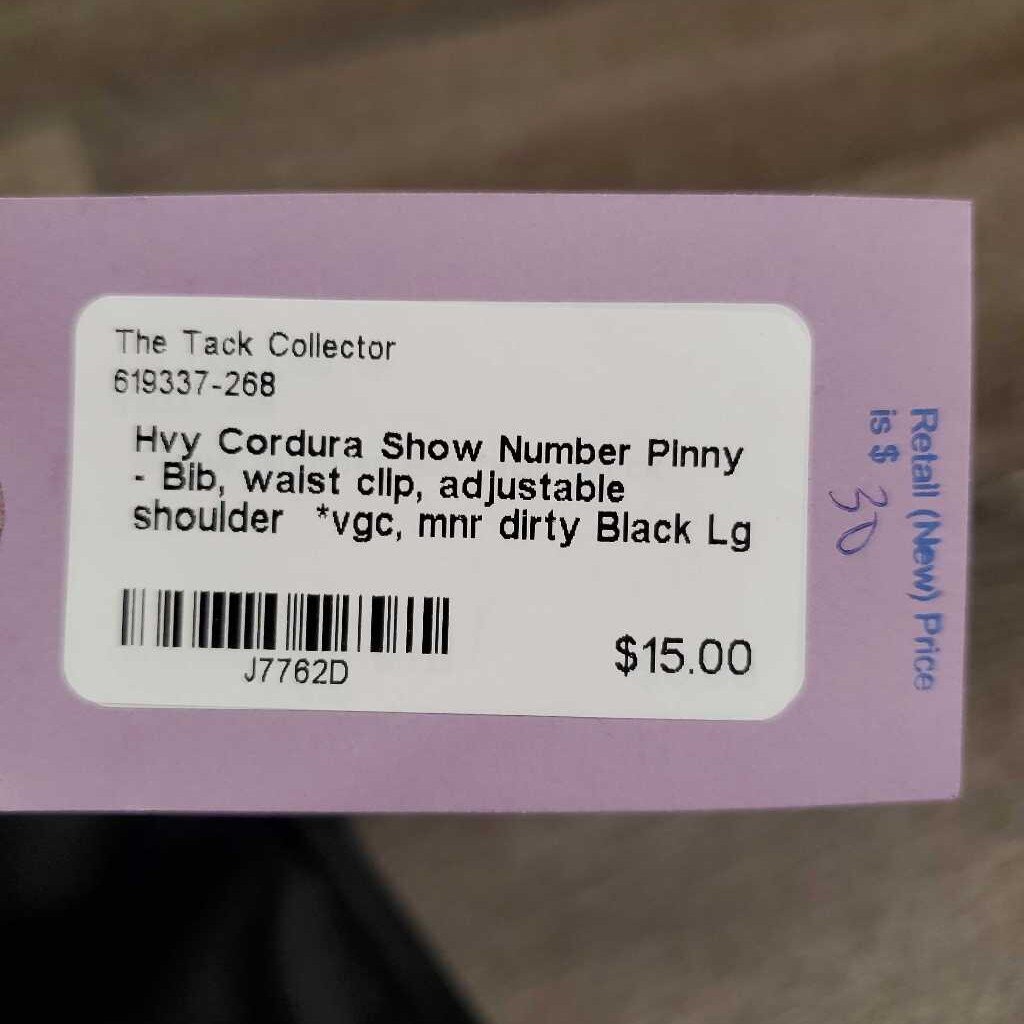 The Tack Collector
619337-268
Hvy Cordura Show Number Pinny
- Bib, waist clip, adjustable
shoulder *vgc, mnr dirty Black Lg
J7762D
$15.00
Retail (New) Price
is $ 30